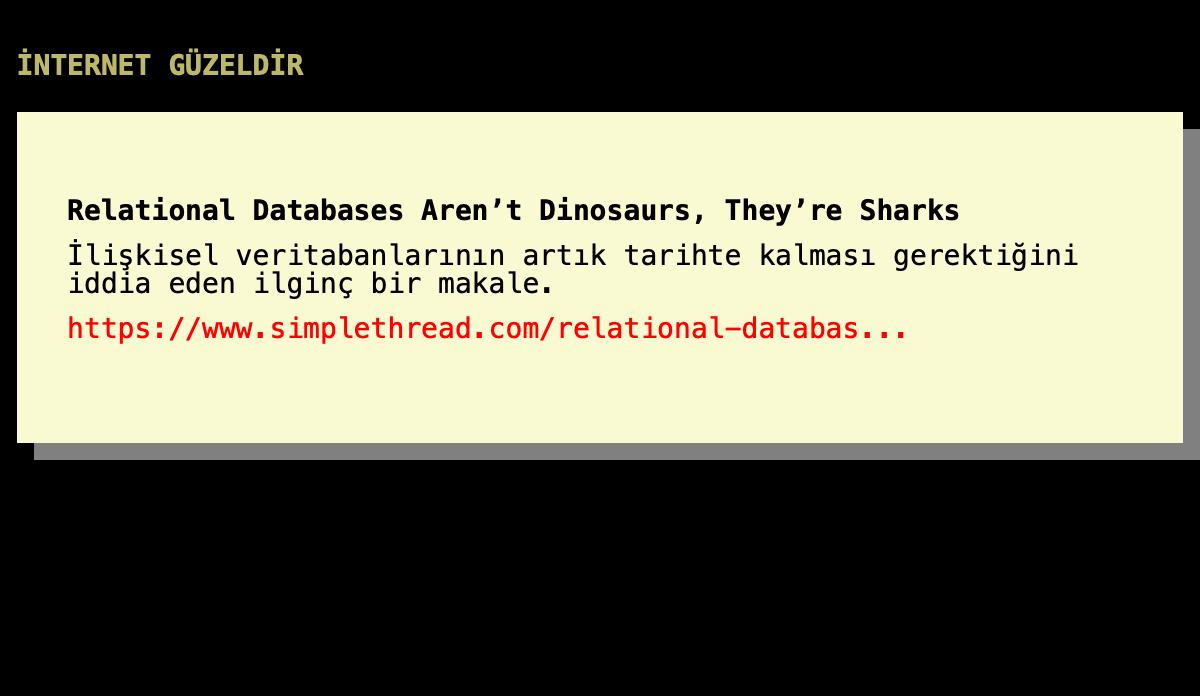 İNTERNET GÜZELDİR
Relational Databases Aren’t Dinosaurs, They’re Sharks
İlişkisel veritabanlarının artık tarihte kalması gerektiğini
iddia eden ilginç bir makale.
https://www.simplethread.com/relational-databas...